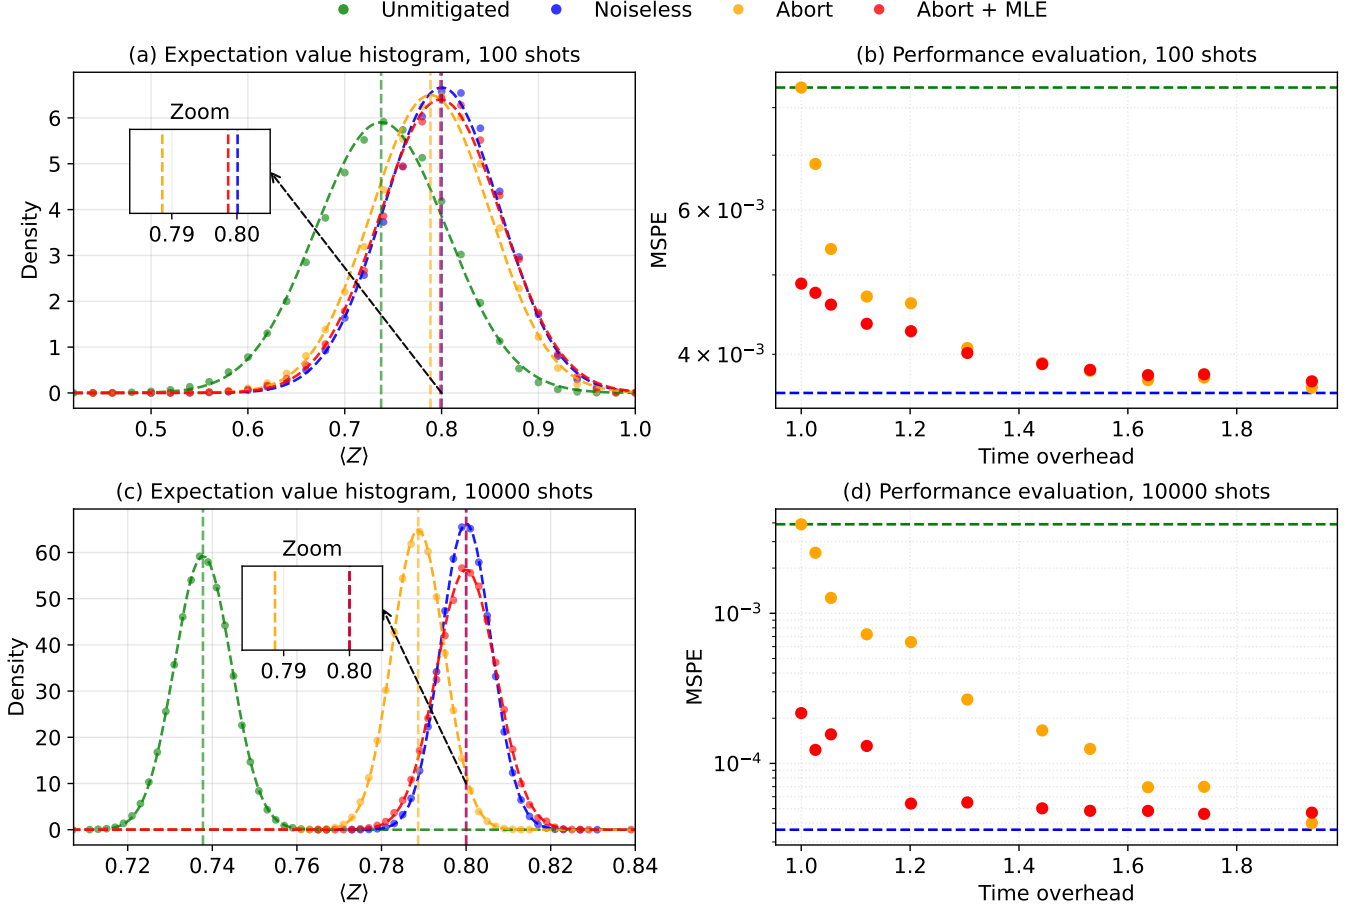 Unmitigated Noiseless Abort Abort + MLE
(a) Expectation value histogram, 100 shots
Density
6
5
4
3
2
1
0
Zoom
0.79 0.80
0.5 0.6 0.7 0.8 0.9 1.0
⟨Z⟩
(b) Performance evaluation, 100 shots
MSPE
6 × 10⁻³
4 × 10⁻³
1.0 1.2 1.4 1.6 1.8
Time overhead
(c) Expectation value histogram, 10000 shots
Density
60
50
40
30
20
10
0
Zoom
0.79 0.80
0.72 0.74 0.76 0.78 0.80 0.82 0.84
⟨Z⟩
(d) Performance evaluation, 10000 shots
MSPE
10⁻³
10⁻⁴
1.0 1.2 1.4 1.6 1.8
Time overhead